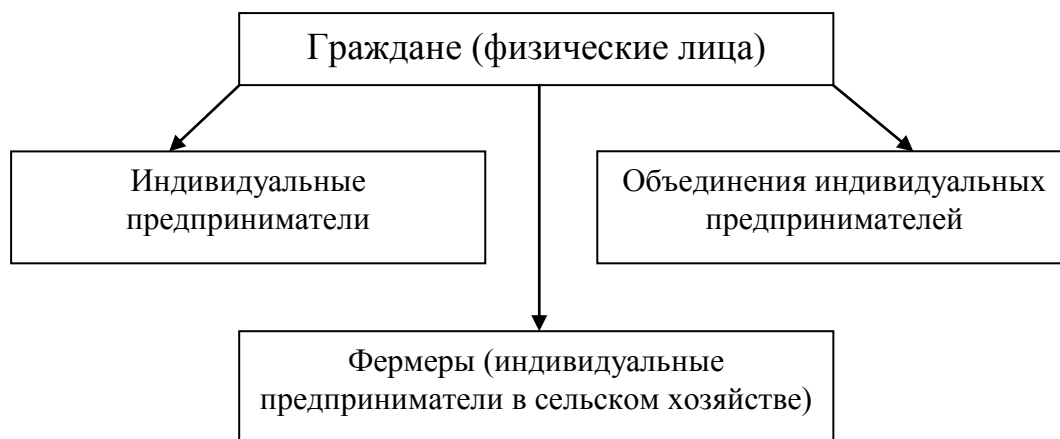 Граждане (физические лица)
Индивидуальные
предприниматели
Объединения индивидуальных
предпринимателей
Фермеры (индивидуальные
предприниматели в сельском хозяйстве)